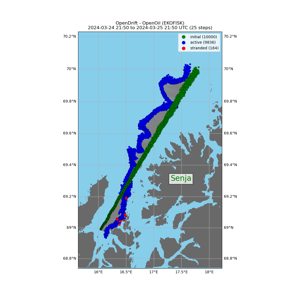 OpenDrift - OpenOil (EKOFISK)
2024-03-24 21:50 to 2024-03-25 21:50 UTC (25 steps)
70.2°N 70.2°N
initial (10000)
active (9836)
stranded (164)
70°N 70°N
69.8°N 69.8°N
69.6°N 69.6°N
69.4°N 69.4°N
Senja
69.2°N 69.2°N
69°N 69°N
68.8°N 68.8°N
16°E 16.5°E 17°E 17.5°E 18°E